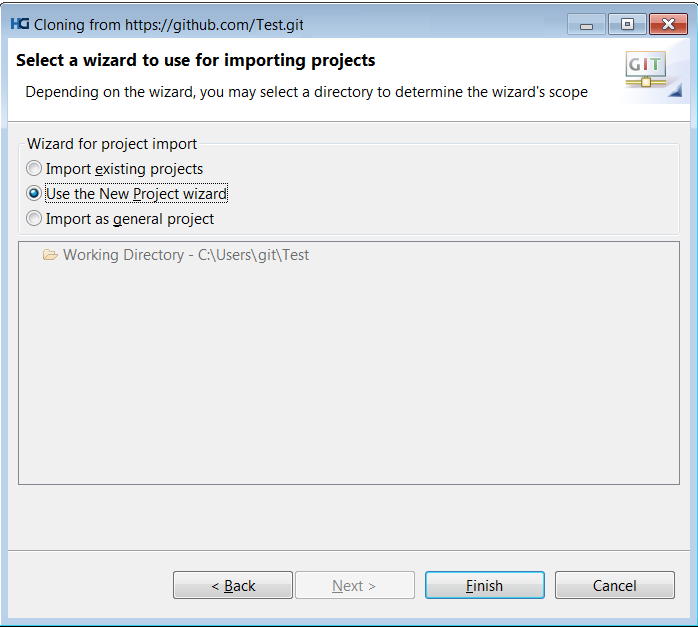 HG Cloning from https://github.com/Test.git
Select a wizard to use for importing projects
Depending on the wizard, you may select a directory to determine the wizard's scope
GIT
Wizard for project import
Import existing projects
Use the New Project wizard
Import as general project
Working Directory - C:\Users\git\Test
< Back
Next >
Finish
Cancel